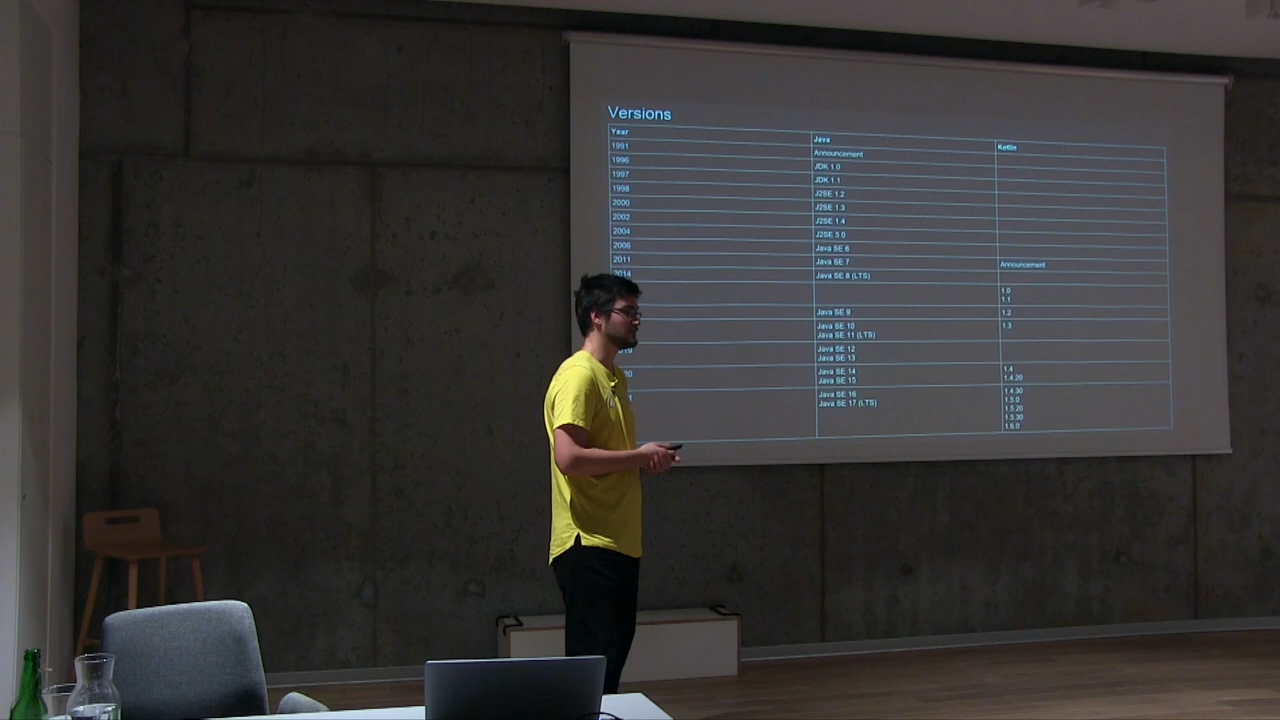 Versions
Year Java Kotlin
1991 Announcement
1996 JDK 1.0
1997 JDK 1.1
1998 J2SE 1.2
2000 J2SE 1.3
2002 J2SE 1.4
2004 J2SE 5.0
2006 Java SE 6
2011 Java SE 7 Announcement
2014 Java SE 8 (LTS)
1.0
1.1
Java SE 9 1.2
Java SE 10 1.3
Java SE 11 (LTS)
19 Java SE 12
Java SE 13
20 Java SE 14 1.4
Java SE 15 1.4.20
1 Java SE 16 1.4.30
Java SE 17 (LTS) 1.5.0
1.5.20
1.5.30
1.6.0